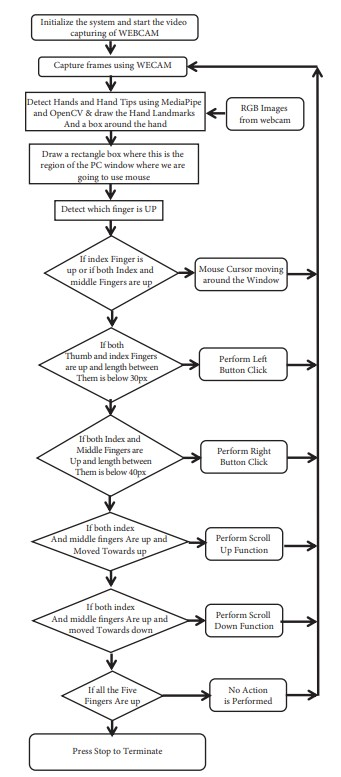 Initialize the system and start the video
capturing of WEBCAM
Capture frames using WECAM
Detect Hands and Hand Tips using MediaPipe
and OpenCV & draw the Hand Landmarks
And a box around the hand
RGB Images
from webcam
Draw a rectangle box where this is the
region of the PC window where we are
going to use mouse
Detect which finger is UP
If index Finger is
up or if both Index and
middle Fingers are up
Mouse Cursor moving
around the Window
If both
Thumb and index Fingers
are up and length between
Them is below 30px
Perform Left
Button Click
If both Index and
Middle Fingers are
Up and length between
Them is below 40px
Perform Right
Button Click
If both index
And middle fingers Are up and
Moved Towards up
Perform Scroll
Up Function
If both index
And middle fingers Are up and
moved Towards down
Perform Scroll
Down Function
If all the Five
Fingers Are up
No Action
is Performed
Press Stop to Terminate